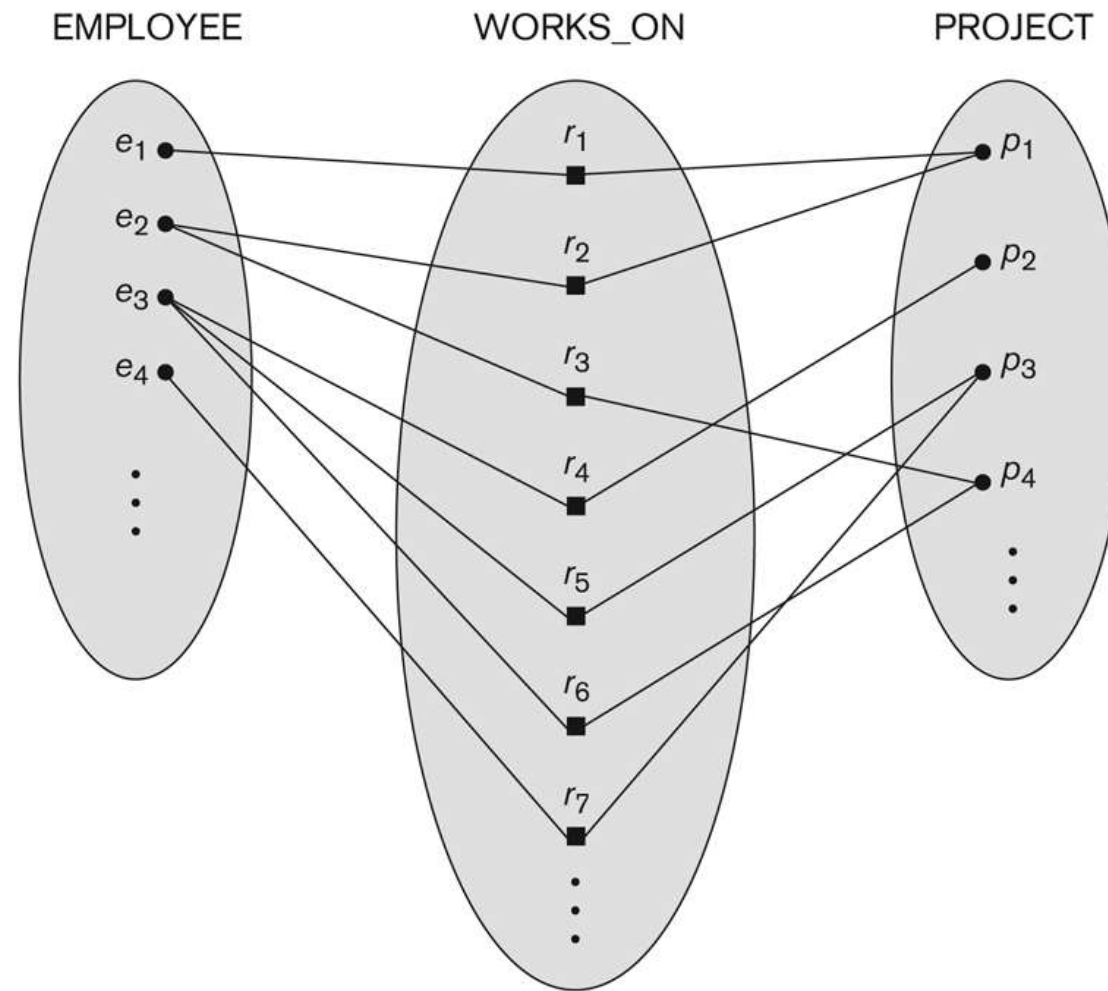 EMPLOYEE WORKS_ON PROJECT
e1 r1 p1
e2 r2 p2
e3 r3 p3
e4 r4 p4
r5
r6
r7